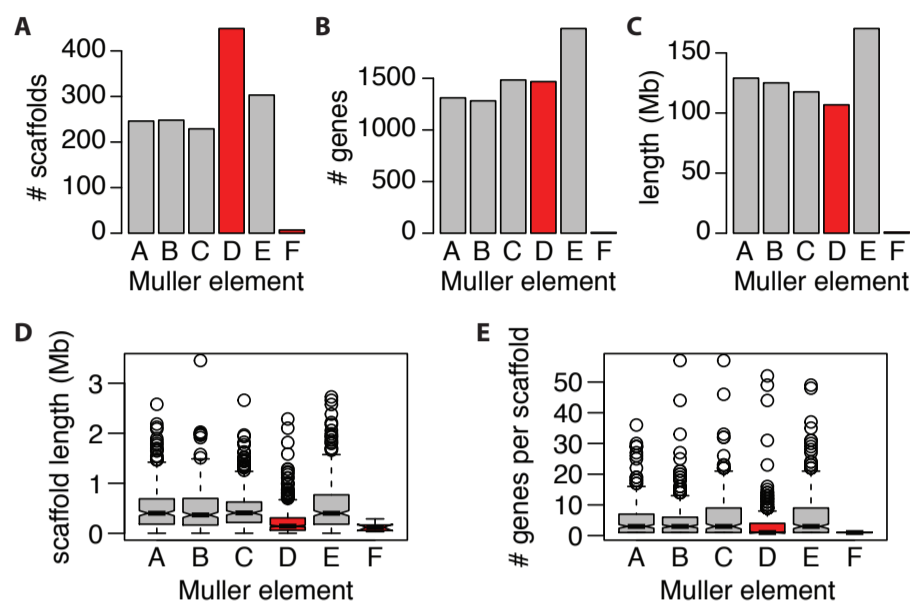 A
# scaffolds
400
300
200
100
0
A B C D E F
Muller element
B
# genes
1500
1000
500
0
A B C D E F
Muller element
C
length (Mb)
150
100
50
0
A B C D E F
Muller element
D
scaffold length (Mb)
3
2
1
0
A B C D E F
Muller element
E
# genes per scaffold
50
40
30
20
10
0
A B C D E F
Muller element